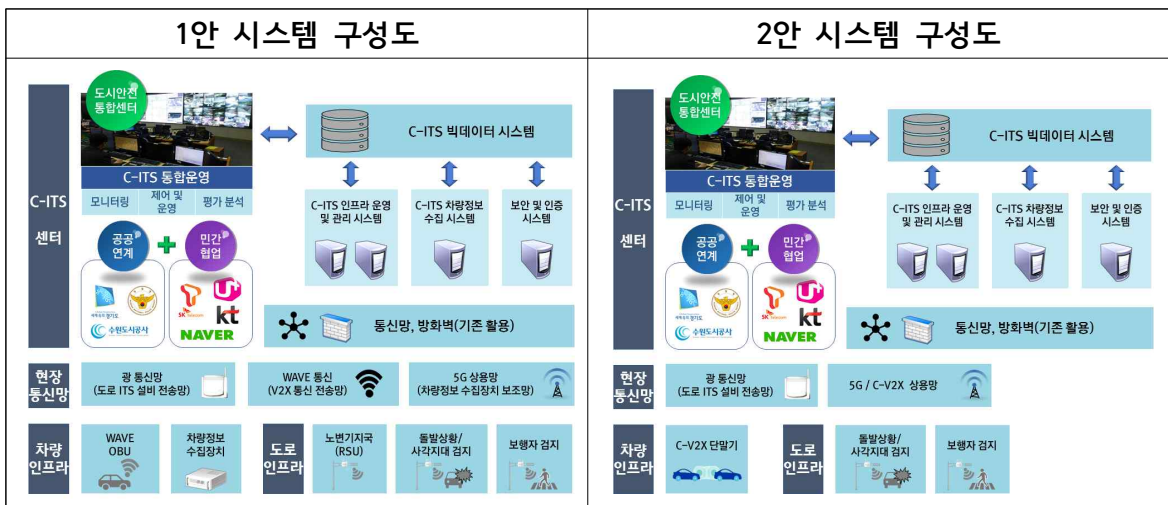 1안 시스템 구성도
C-ITS
센터
도시안전
통합센터
C-ITS 통합운영
모니터링
제어 및
운영
평가 분석
공공
연계
민간
협업
수원도시공사
SK telecom
U+
kt
NAVER
C-ITS 빅데이터 시스템
C-ITS 인프라 운영
및 관리 시스템
C-ITS 차량정보
수집 시스템
보안 및 인증
시스템
통신망, 방화벽(기존 활용)
현장
통신망
광 통신망
(도로 ITS 설비 전송망)
WAVE 통신
(V2X 통신 전송망)
5G 상용망
(차량정보 수집장치 보조망)
차량
인프라
WAVE
OBU
차량정보
수집장치
도로
인프라
노변기지국
(RSU)
돌발상황/
사각지대 검지
보행자 검지
2안 시스템 구성도
C-ITS
센터
도시안전
통합센터
C-ITS 통합운영
모니터링
제어 및
운영
평가 분석
공공
연계
민간
협업
수원도시공사
SK telecom
U+
kt
NAVER
C-ITS 빅데이터 시스템
C-ITS 인프라 운영
및 관리 시스템
C-ITS 차량정보
수집 시스템
보안 및 인증
시스템
통신망, 방화벽(기존 활용)
현장
통신망
광 통신망
(도로 ITS 설비 전송망)
5G / C-V2X 상용망
차량
인프라
C-V2X 단말기
도로
인프라
돌발상황/
사각지대 검지
보행자 검지